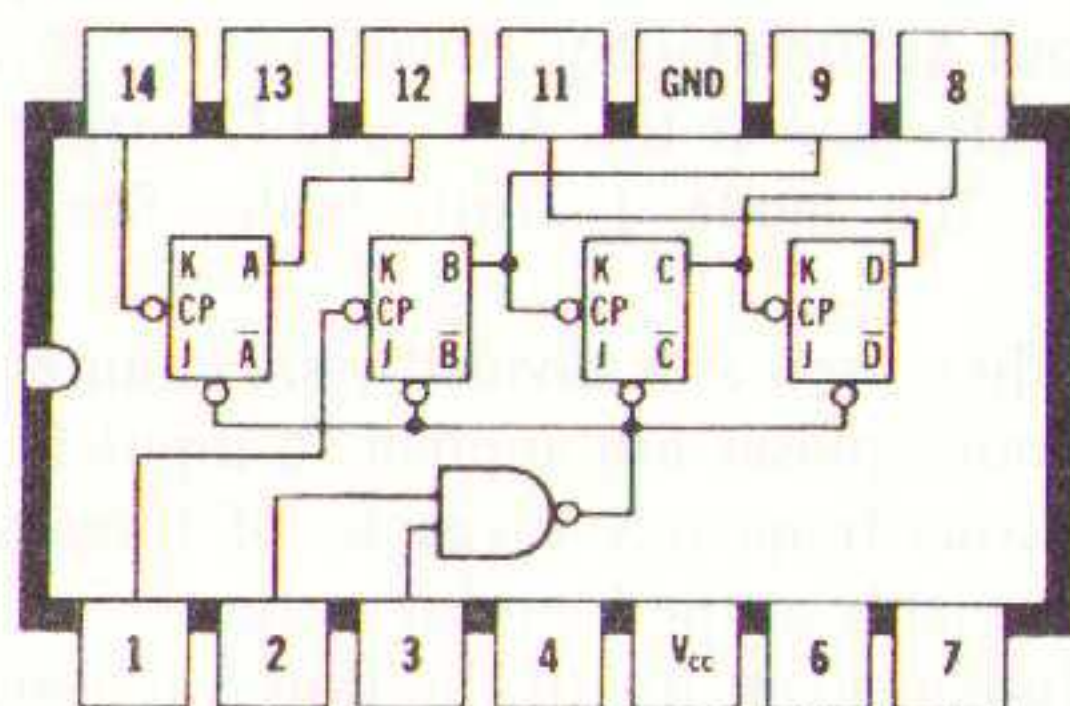 14 13 12 11 GND 9 8
K A K B K C K D
CP CP CP CP
J A̅ J B̅ J C̅ J D̅
1 2 3 4 Vcc 6 7